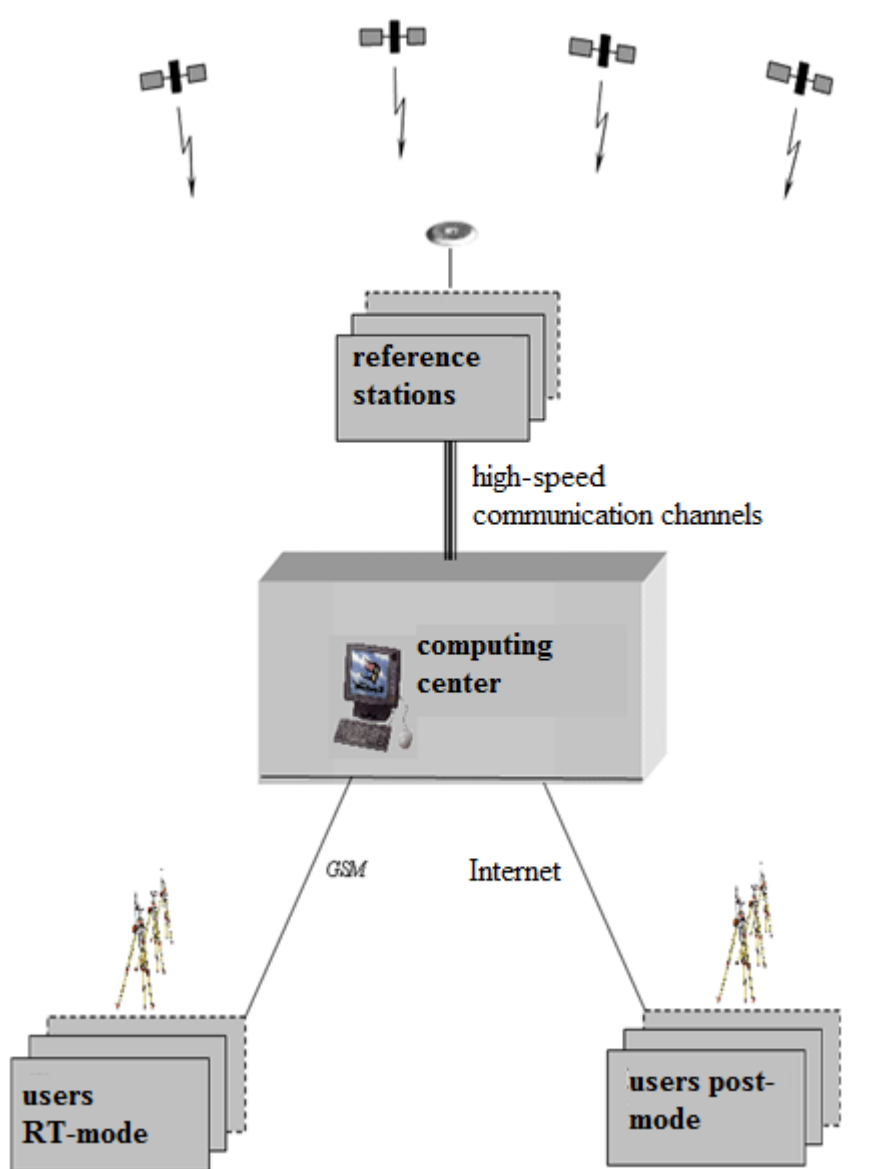 reference
stations
high-speed
communication channels
computing
center
GSM
Internet
users
RT-mode
users post-
mode